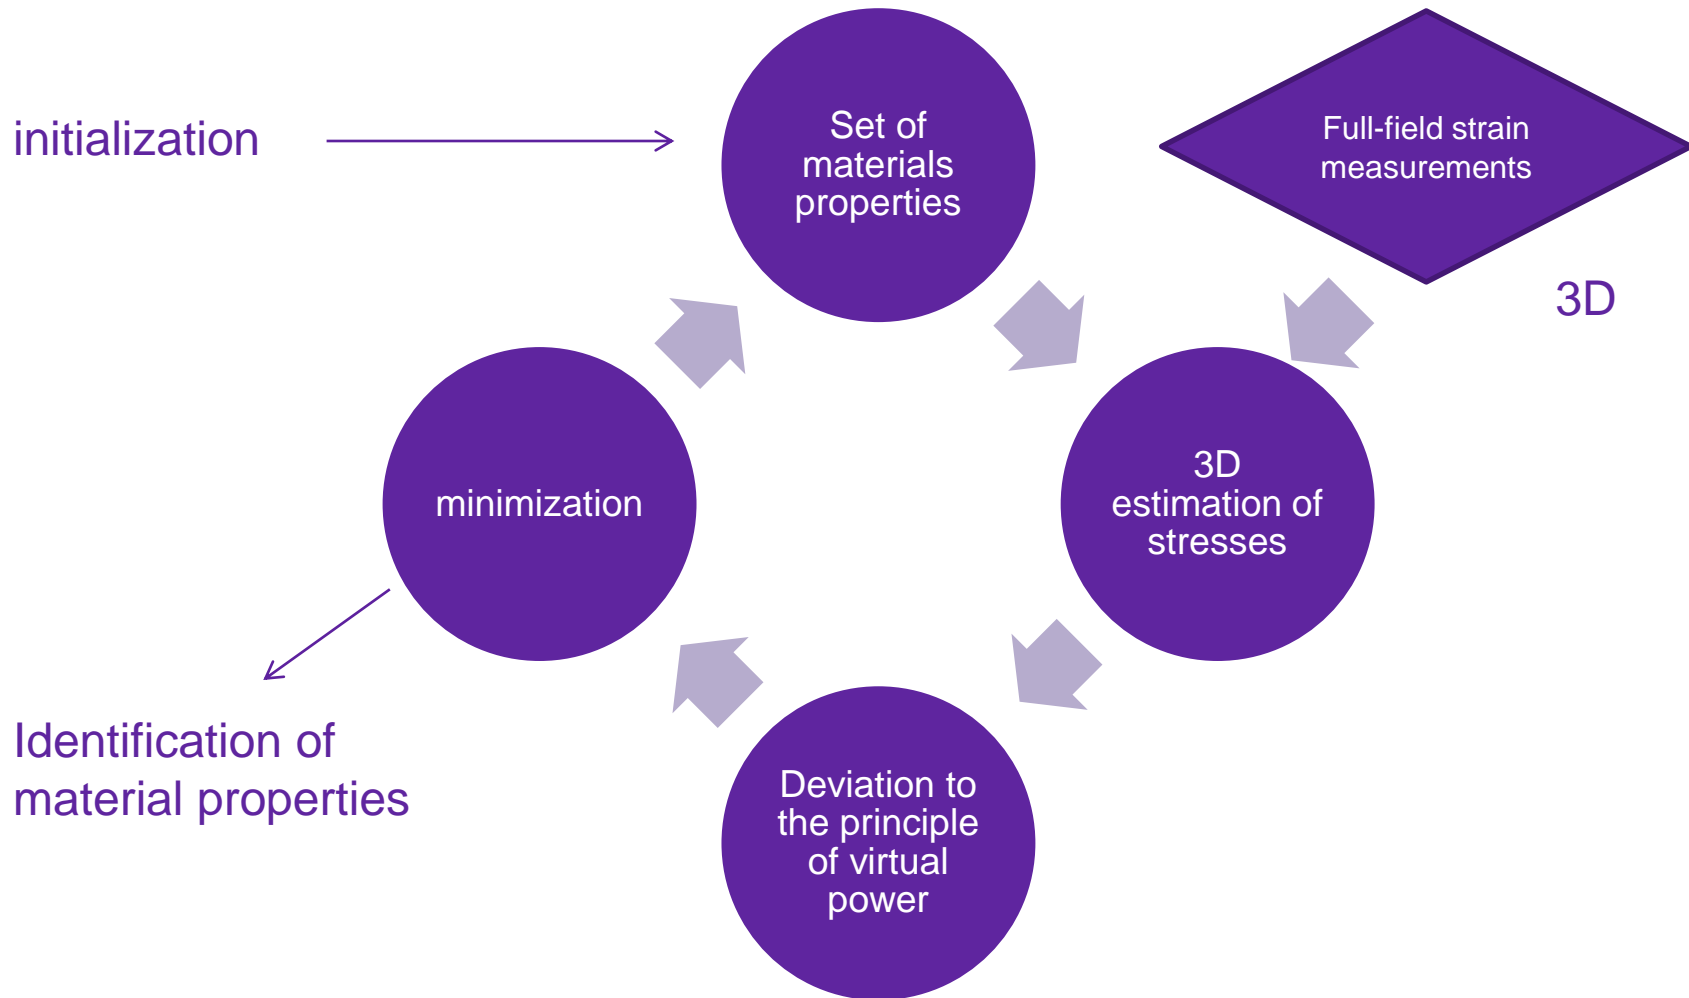 initialization
Set of
materials
properties
Full-field strain
measurements
3D
minimization
3D
estimation of
stresses
Identification of
material properties
Deviation to
the principle
of virtual
power